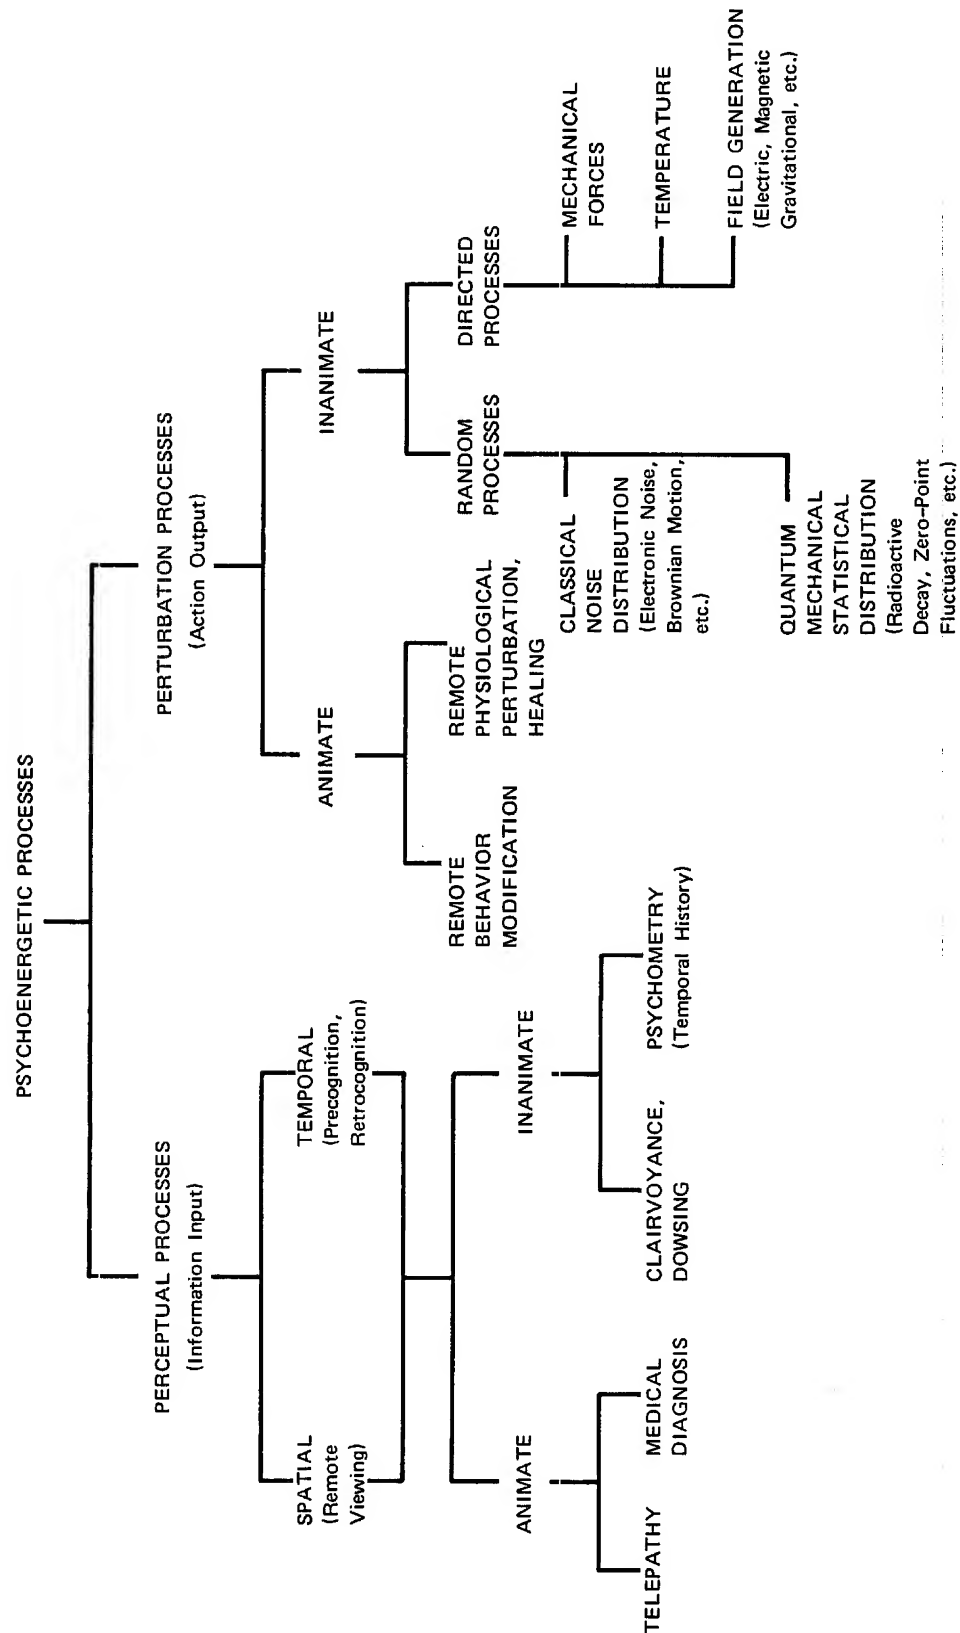 PSYCHOENERGETIC PROCESSES
PERCEPTUAL PROCESSES
(Information Input)
PERTURBATION PROCESSES
(Action Output)
SPATIAL
(Remote
Viewing)
TEMPORAL
(Precognition,
Retrocognition)
ANIMATE
INANIMATE
ANIMATE
INANIMATE
TELEPATHY
MEDICAL
DIAGNOSIS
CLAIRVOYANCE,
DOWSING
PSYCHOMETRY
(Temporal History)
REMOTE
BEHAVIOR
MODIFICATION
REMOTE
PHYSIOLOGICAL
PERTURBATION,
HEALING
RANDOM
PROCESSES
DIRECTED
PROCESSES
CLASSICAL
NOISE
DISTRIBUTION
(Electronic Noise,
Brownian Motion,
etc.)
QUANTUM
MECHANICAL
STATISTICAL
DISTRIBUTION
(Radioactive
Decay, Zero-Point
Fluctuations, etc.)
MECHANICAL
FORCES
TEMPERATURE
FIELD GENERATION
(Electric, Magnetic
Gravitational, etc.)